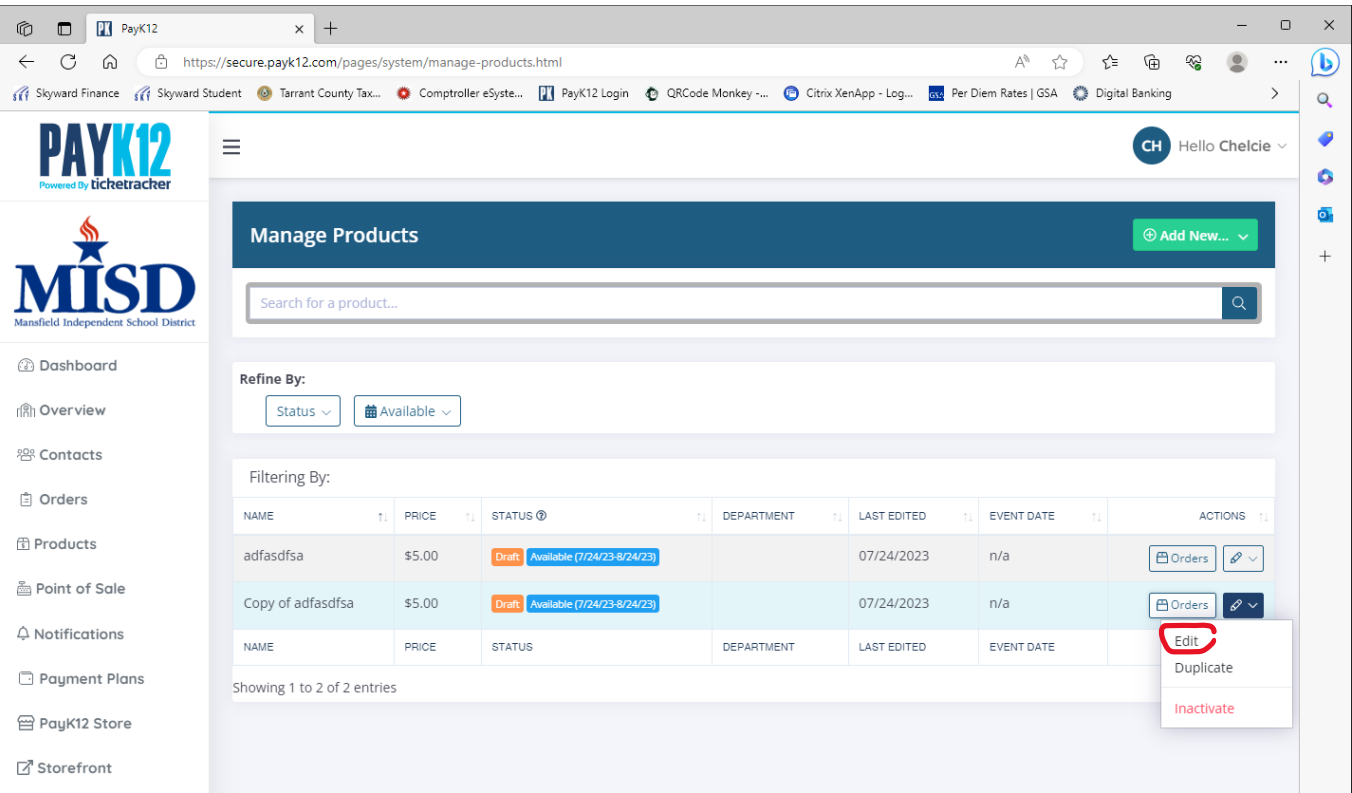 PayK12
https://secure.payk12.com/pages/system/manage-products.html
Skyward Finance Skyward Student Tarrant County Tax... Comptroller eSyste... PayK12 Login QRCode Monkey -... Citrix XenApp - Log... Per Diem Rates | GSA Digital Banking
PAYK12
Powered By ticketracker
CH Hello Chelcie
MISD
Mansfield Independent School District
Dashboard
Overview
Contacts
Orders
Products
Point of Sale
Notifications
Payment Plans
PayK12 Store
Storefront
Manage Products
Add New...
Search for a product...
Refine By:
Status Available
Filtering By:
NAME PRICE STATUS DEPARTMENT LAST EDITED EVENT DATE ACTIONS
adfasdfsa $5.00 Draft Available (7/24/23-8/24/23) 07/24/2023 n/a Orders
Copy of adfasdfsa $5.00 Draft Available (7/24/23-8/24/23) 07/24/2023 n/a Orders
NAME PRICE STATUS DEPARTMENT LAST EDITED EVENT DATE
Edit
Duplicate
Inactivate
Showing 1 to 2 of 2 entries